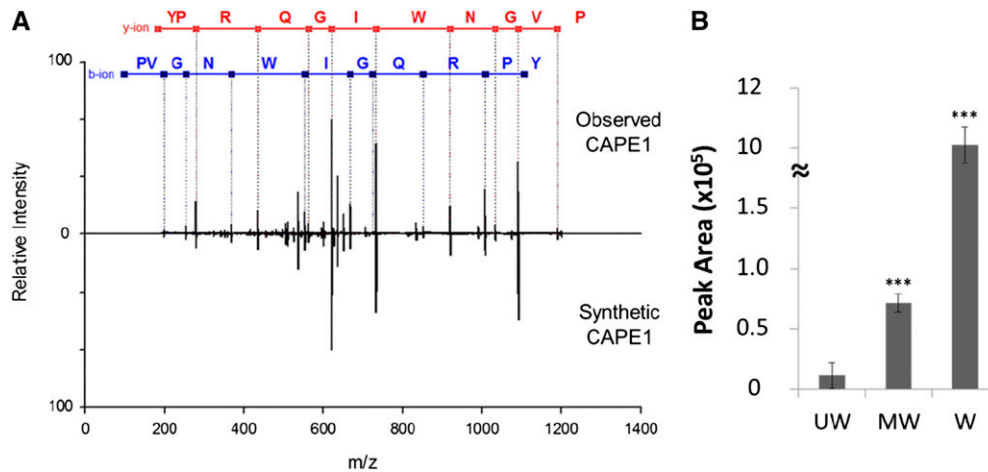 A
y-ion YP R Q G I W N G V P
b-ion PV G N W I G Q R P Y
100
Observed
CAPE1
Relative Intensity
0
Synthetic
CAPE1
100
0 200 400 600 800 1000 1200 1400
m/z
B
Peak Area (x10⁵)
12
10
1.5
1.0
0.5
0
≈
***
***
UW MW W